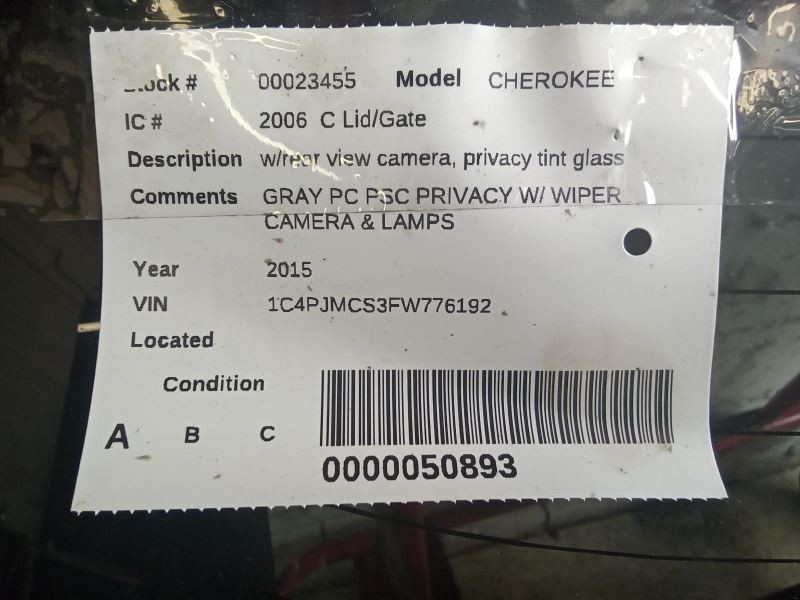 Stock # 00023455 Model CHEROKEE
IC # 2006 C Lid/Gate
Description w/rear view camera, privacy tint glass
Comments GRAY PC PSC PRIVACY W/ WIPER
CAMERA & LAMPS
Year 2015
VIN 1C4PJMCS3FW776192
Located
Condition
A B C
0000050893